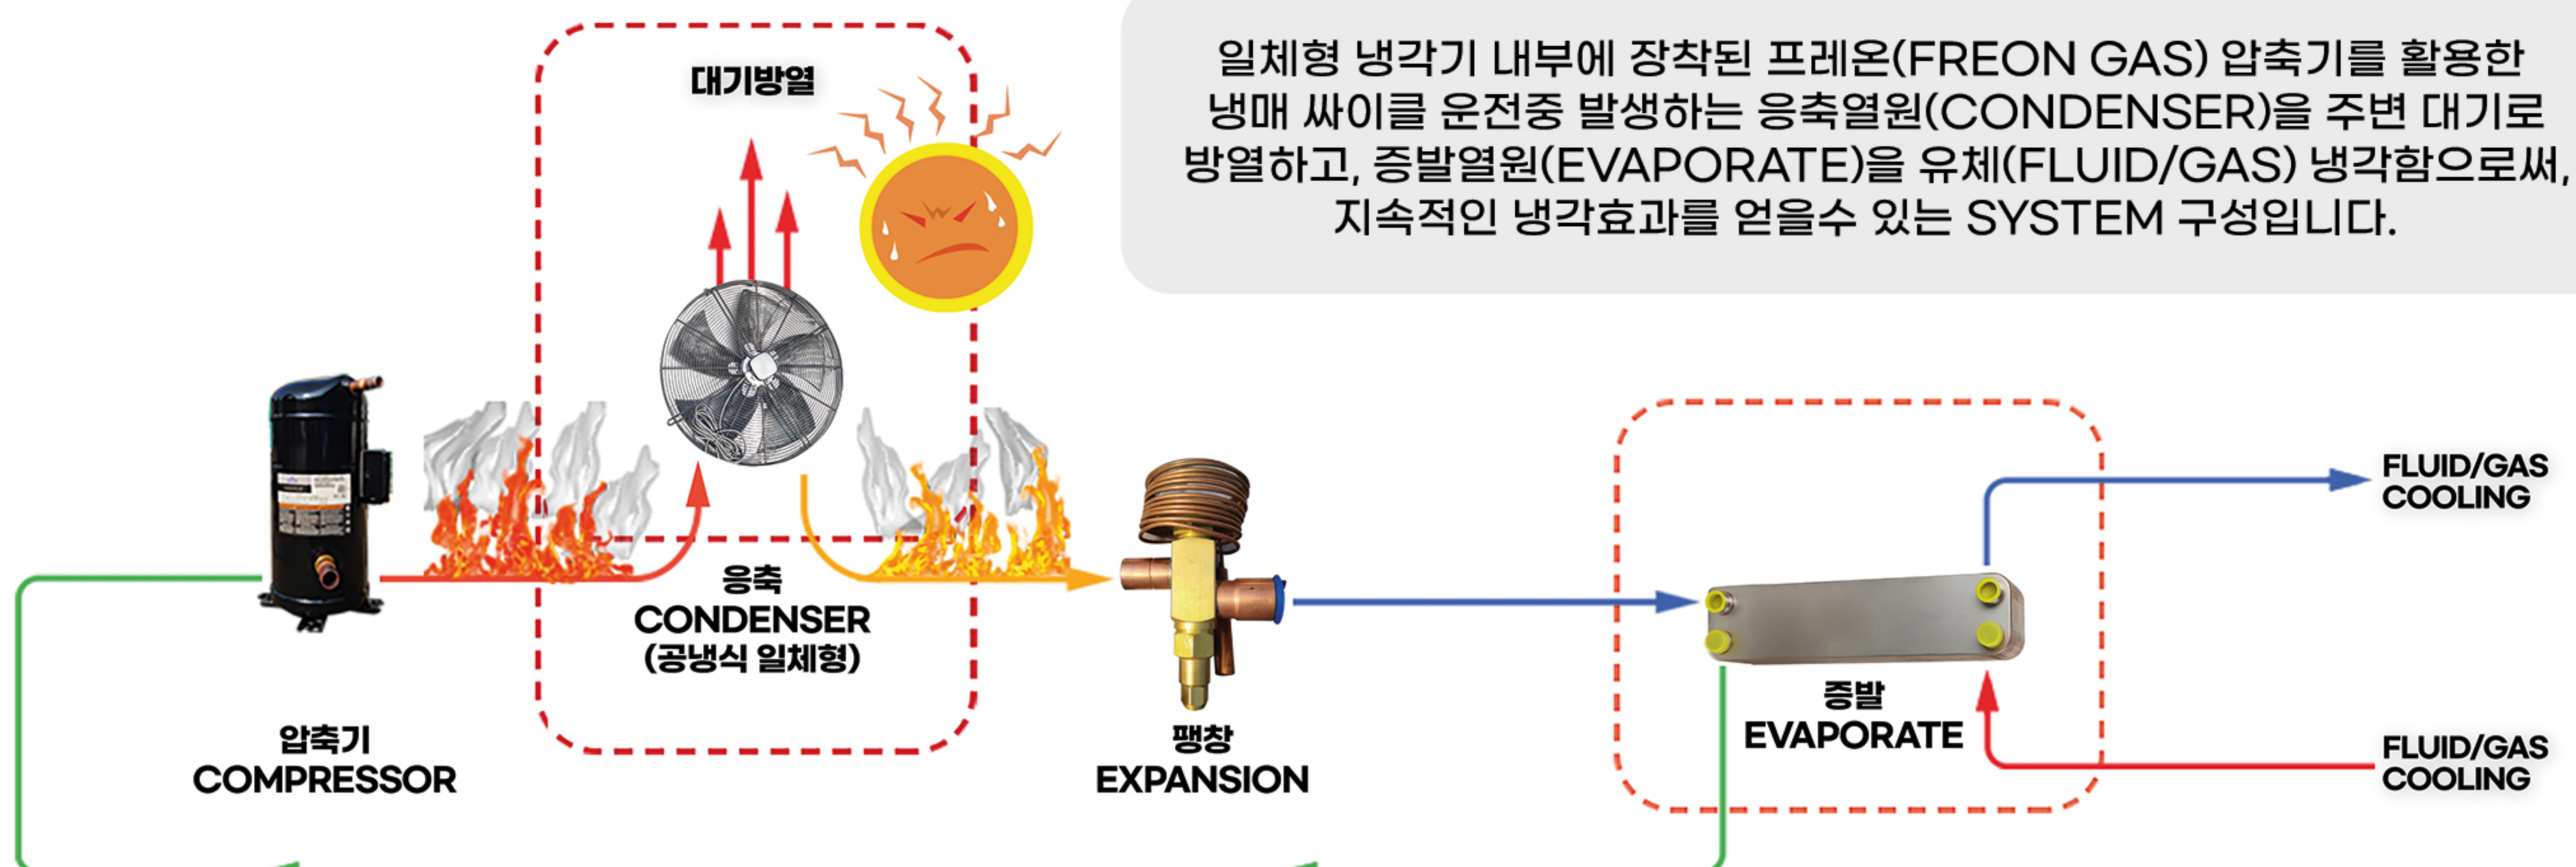 대기방열
일체형 냉각기 내부에 장착된 프레온(FREON GAS) 압축기를 활용한
냉매 싸이클 운전중 발생하는 응축열원(CONDENSER)을 주변 대기로
방열하고, 증발열원(EVAPORATE)을 유체(FLUID/GAS) 냉각함으로써,
지속적인 냉각효과를 얻을수 있는 SYSTEM 구성입니다.
압축기
COMPRESSOR
응축
CONDENSER
(공냉식 일체형)
팽창
EXPANSION
증발
EVAPORATE
FLUID/GAS
COOLING
FLUID/GAS
COOLING